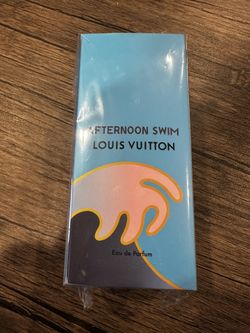 AFTERNOON SWIM
LOUIS VUITTON
Eau de Parfum